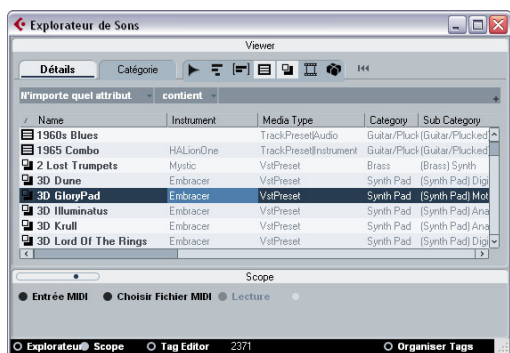 Explorateur de Sons
Viewer
Détails Catégorie
N'importe quel attribut contient +
/ Name Instrument Media Type Category Sub Category
1960s Blues TrackPreset|Audio Guitar/Pluck (Guitar/Plucked
1965 Combo HALionOne TrackPreset|Instrument Guitar/Pluck (Guitar/Plucked
2 Lost Trumpets Mystic VstPreset Brass (Brass) Synth
3D Dune Embracer VstPreset Synth Pad (Synth Pad) Digi
3D GloryPad Embracer VstPreset Synth Pad (Synth Pad) Mot
3D Illuminatus Embracer VstPreset Synth Pad (Synth Pad) Ana
3D Krull Embracer VstPreset Synth Pad (Synth Pad) Ana
3D Lord Of The Rings Embracer VstPreset Synth Pad (Synth Pad) Digi
Scope
Entrée MIDI Choisir Fichier MIDI Lecture
Explorateur Scope Tag Editor 2371 Organiser Tags